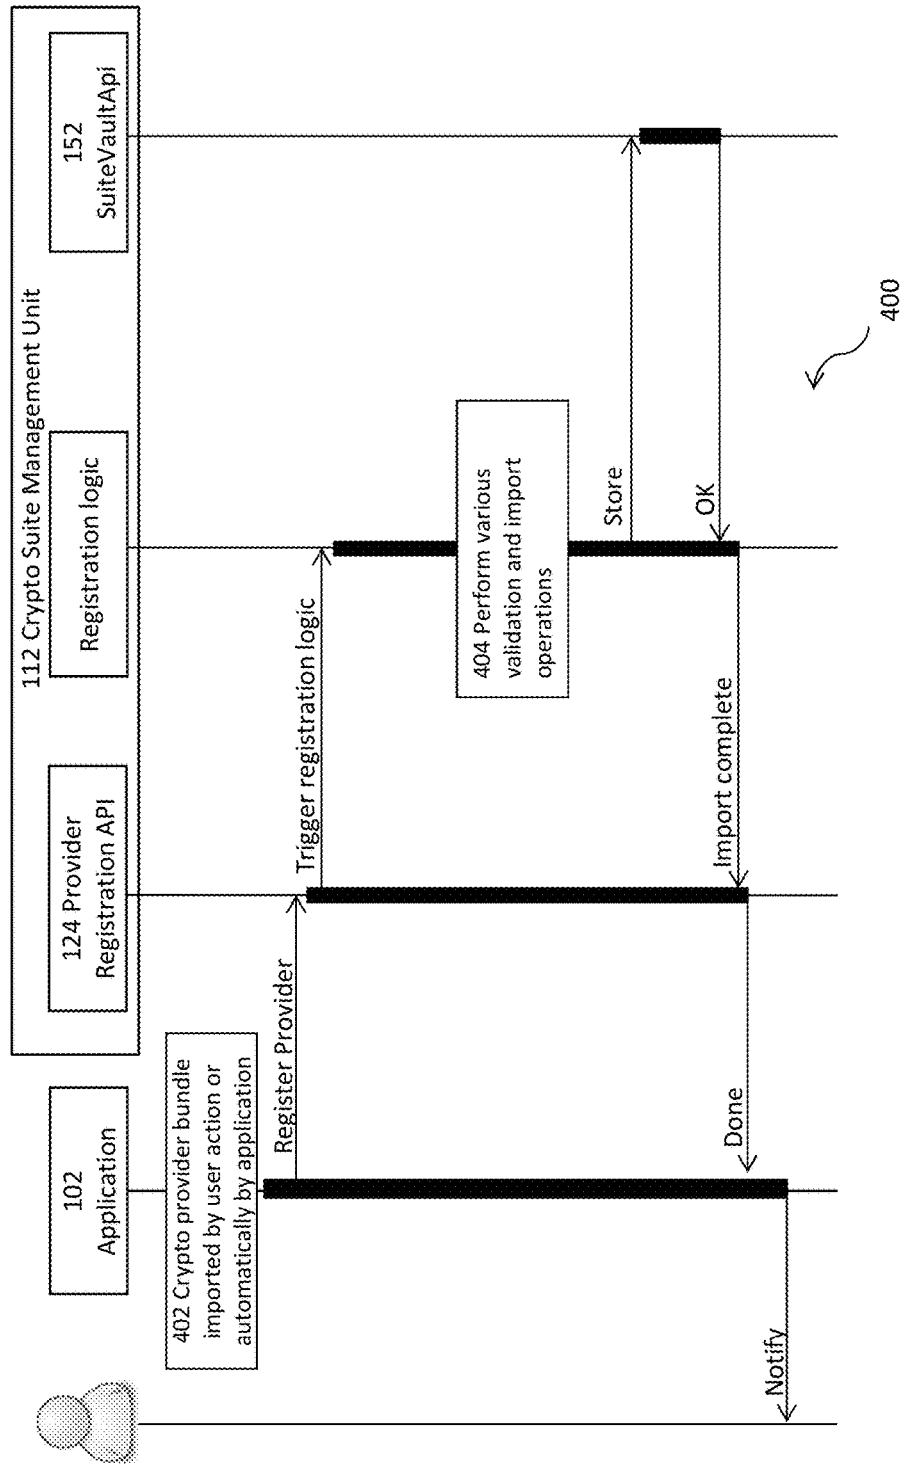 112 Crypto Suite Management Unit
102
Application
124 Provider
Registration API
Registration logic
152
SuiteVaultApi
402 Crypto provider bundle
imported by user action or
automatically by application
Register Provider
Trigger registration logic
404 Perform various
validation and import
operations
Store
OK
Import complete
Done
Notify
400